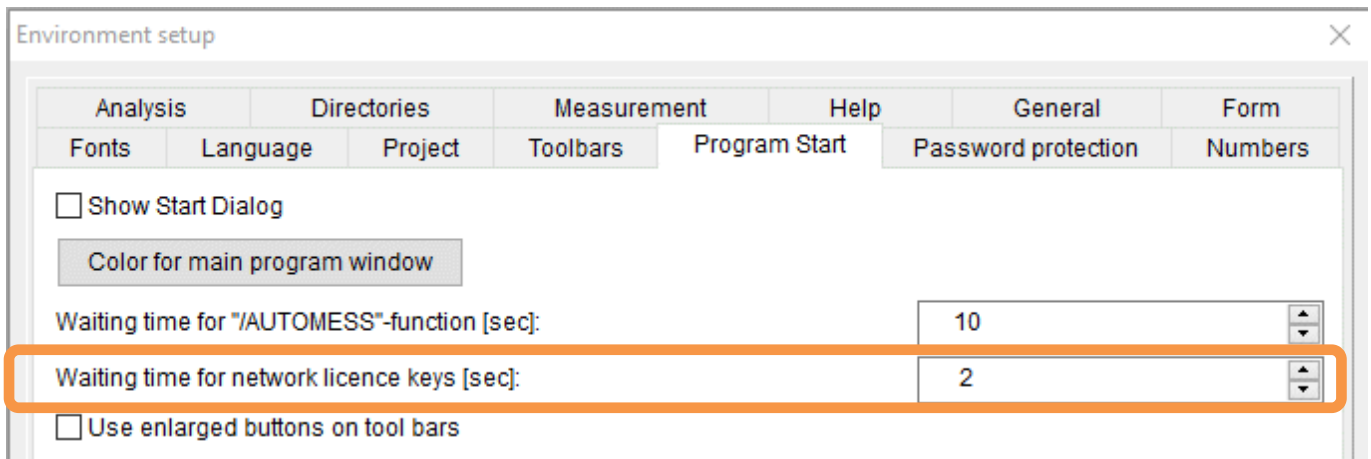 Environment setup
Analysis Directories Measurement Help General Form
Fonts Language Project Toolbars Program Start Password protection Numbers
Show Start Dialog
Color for main program window
Waiting time for "/AUTOMESS"-function [sec]: 10
Waiting time for network licence keys [sec]: 2
Use enlarged buttons on tool bars